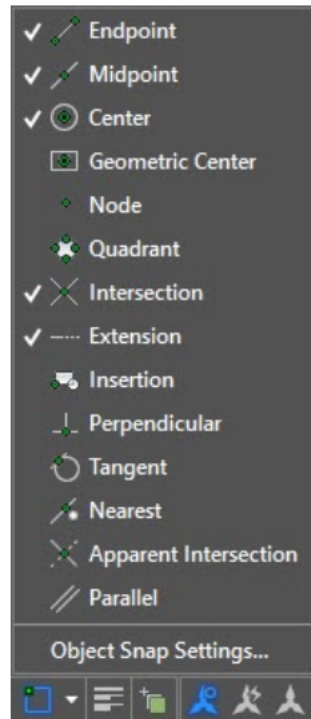 Endpoint
Midpoint
Center
Geometric Center
Node
Quadrant
Intersection
Extension
Insertion
Perpendicular
Tangent
Nearest
Apparent Intersection
Parallel
Object Snap Settings...